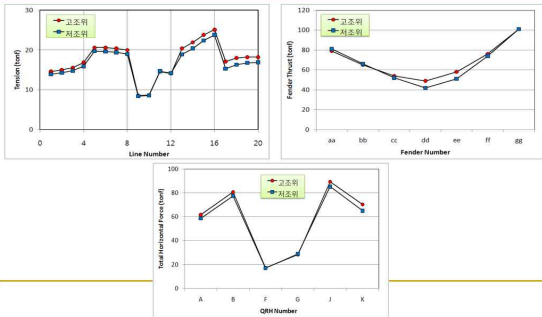 고조위
저조위
30
20
10
0
0
4
8
12
16
20
Tension (tonf)
Line Number
고조위
저조위
120
100
80
60
40
20
0
aa
bb
cc
dd
ee
ff
gg
Fender Thrust (tonf)
Fender Number
고조위
저조위
100
80
60
40
20
0
A
B
F
G
J
K
Total Horizontal Force (tonf)
QRH Number